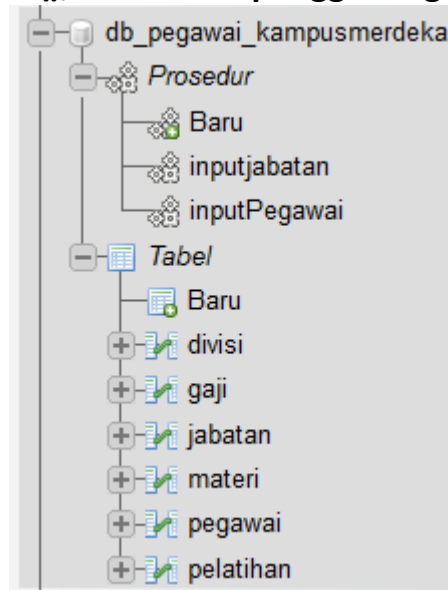 db_pegawai_kampusmerdeka
Prosedur
Baru
inputjabatan
inputPegawai
Tabel
Baru
divisi
gaji
jabatan
materi
pegawai
pelatihan